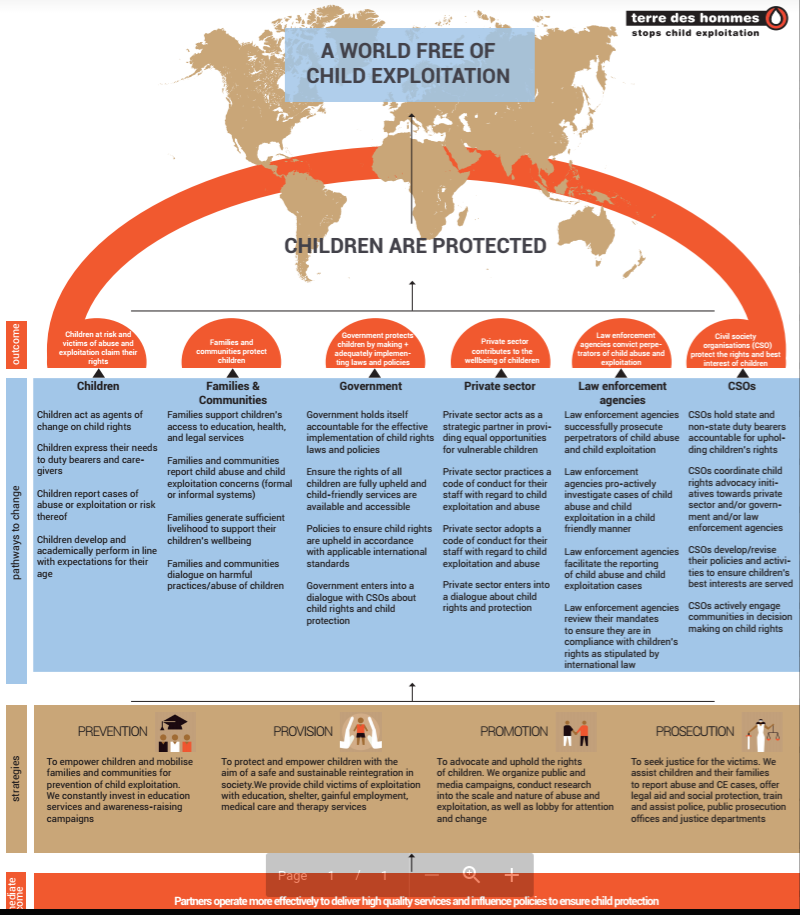 terre des hommes
stops child exploitation
A WORLD FREE OF
CHILD EXPLOITATION
CHILDREN ARE PROTECTED
outcome
Children at risk and
victims of abuse and
exploitation claim their
rights
Families and
communities protect
children
Government protects
children by making +
adequately implemen-
ting laws and policies
Private sector
contributes to the
wellbeing of childeren
Law enforcement
agencies convict perpe-
trators of child abuse and
exploitation
Civil society
organisations (CSO)
protect the rights and best
interest of children
pathways to change
Children
Children act as agents of
change on child rights
Children express their needs
to duty bearers and care-
givers
Children report cases of
abuse or exploitation or risk
thereof
Children develop and
academically perform in line
with expectations for their
age
Families &
Communities
Families support children's
access to education, health,
and legal services
Families and communities
report child abuse and child
exploitation concerns (formal
or informal systems)
Families generate sufficient
livelihood to support their
children's wellbeing
Families and communities
dialogue on harmful
practices/abuse of children
Government
Government holds itself
accountable for the effective
implementation of child rights
laws and policies
Ensure the rights of all
children are fully upheld and
child-friendly services are
available and accessible
Policies to ensure child rights
are upheld in accordance
with applicable international
standards
Government enters into a
dialogue with CSOs about
child rights and child
protection
Private sector
Private sector acts as a
strategic partner in provi-
ding equal opportunities
for vulnerable children
Private sector practices a
code of conduct for their
staff with regard to child
exploitation and abuse
Private sector adopts a
code of conduct for their
staff with regard to child
exploitation and abuse
Private sector enters into
a dialogue about child
rights and protection
Law enforcement
agencies
Law enforcement agencies
successfully prosecute
perpetrators of child abuse
and child exploitation
Law enforcement
agencies pro-actively
investigate cases of child
abuse and child
exploitation in a child
friendly manner
Law enforcement agencies
facilitate the reporting
of child abuse and child
exploitation cases
Law enforcement agencies
review their mandates
to ensure they are in
compliance with children's
rights as stipulated by
international law
CSOs
CSOs hold state and
non-state duty bearers
accountable for uphol-
ding children's rights
CSOs coordinate child
rights advocacy initi-
atives towards private
sector and/or govern-
ment and/or law
enforcement agencies
CSOs develop/revise
their policies and activi-
ties to ensure children's
best interests are served
CSOs actively engage
communities in decision
making on child rights
strategies
PREVENTION
To empower children and mobilise
families and communities for
prevention of child exploitation.
We constantly invest in education
services and awareness-raising
campaigns
PROVISION
To protect and empower children with the
aim of a safe and sustainable reintegration in
society.We provide child victims of exploitation
with education, shelter, gainful employment,
medical care and therapy services
PROMOTION
To advocate and uphold the rights
of children. We organize public and
media campaigns, conduct research
into the scale and nature of abuse and
exploitation, as well as lobby for attention
and change
PROSECUTION
To seek justice for the victims. We
assist children and their families
to report abuse and CE cases, offer
legal aid and social protection, train
and assist police, public prosecution
offices and justice departments
Page 1 / 1
Partners operate more effectively to deliver high quality services and influence policies to ensure child protection